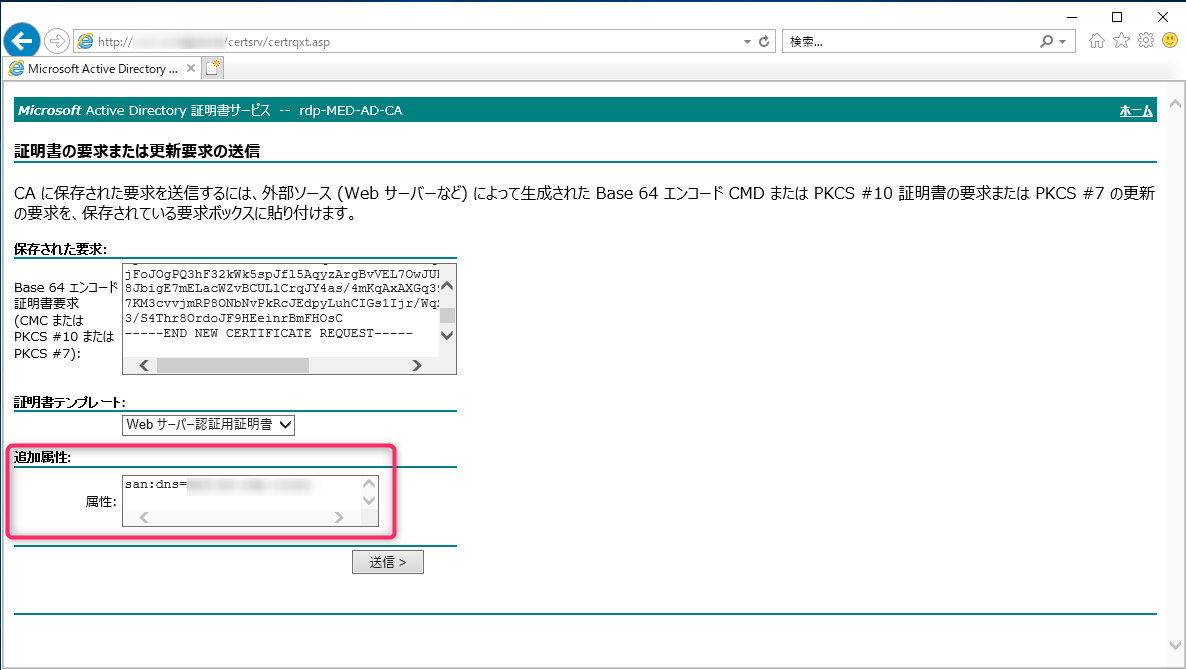 http://
/certsrv/certrqxt.asp
検索...
Microsoft Active Directory ...
Microsoft Active Directory 証明書サービス -- rdp-MED-AD-CA
ホーム
証明書の要求または更新要求の送信
CA に保存された要求を送信するには、外部ソース (Web サーバーなど) によって生成された Base 64 エンコード CMD または PKCS #10 証明書の要求または PKCS #7 の更新
の要求を、保存されている要求ボックスに貼り付けます。
保存された要求:
Base 64 エンコード
証明書要求
(CMC または
PKCS #10 または
PKCS #7):
jFoJOgPQ3hF32kWk5spJfl5AqyzArgBvVEL7OwJU
8JbigE7mELacWZvBCULlCrqJY4as/4mKqAxAXGq3
7KM3cvvjmRP8ONbNvPkRcJEdpyLuhCIGs1Ijr/Wq
3/S4Thr8OrdoJF9HEeinrBmFHOsC
-----END NEW CERTIFICATE REQUEST-----
証明書テンプレート:
Web サーバー認証用証明書
追加属性:
属性:
san:dns=
送信 >